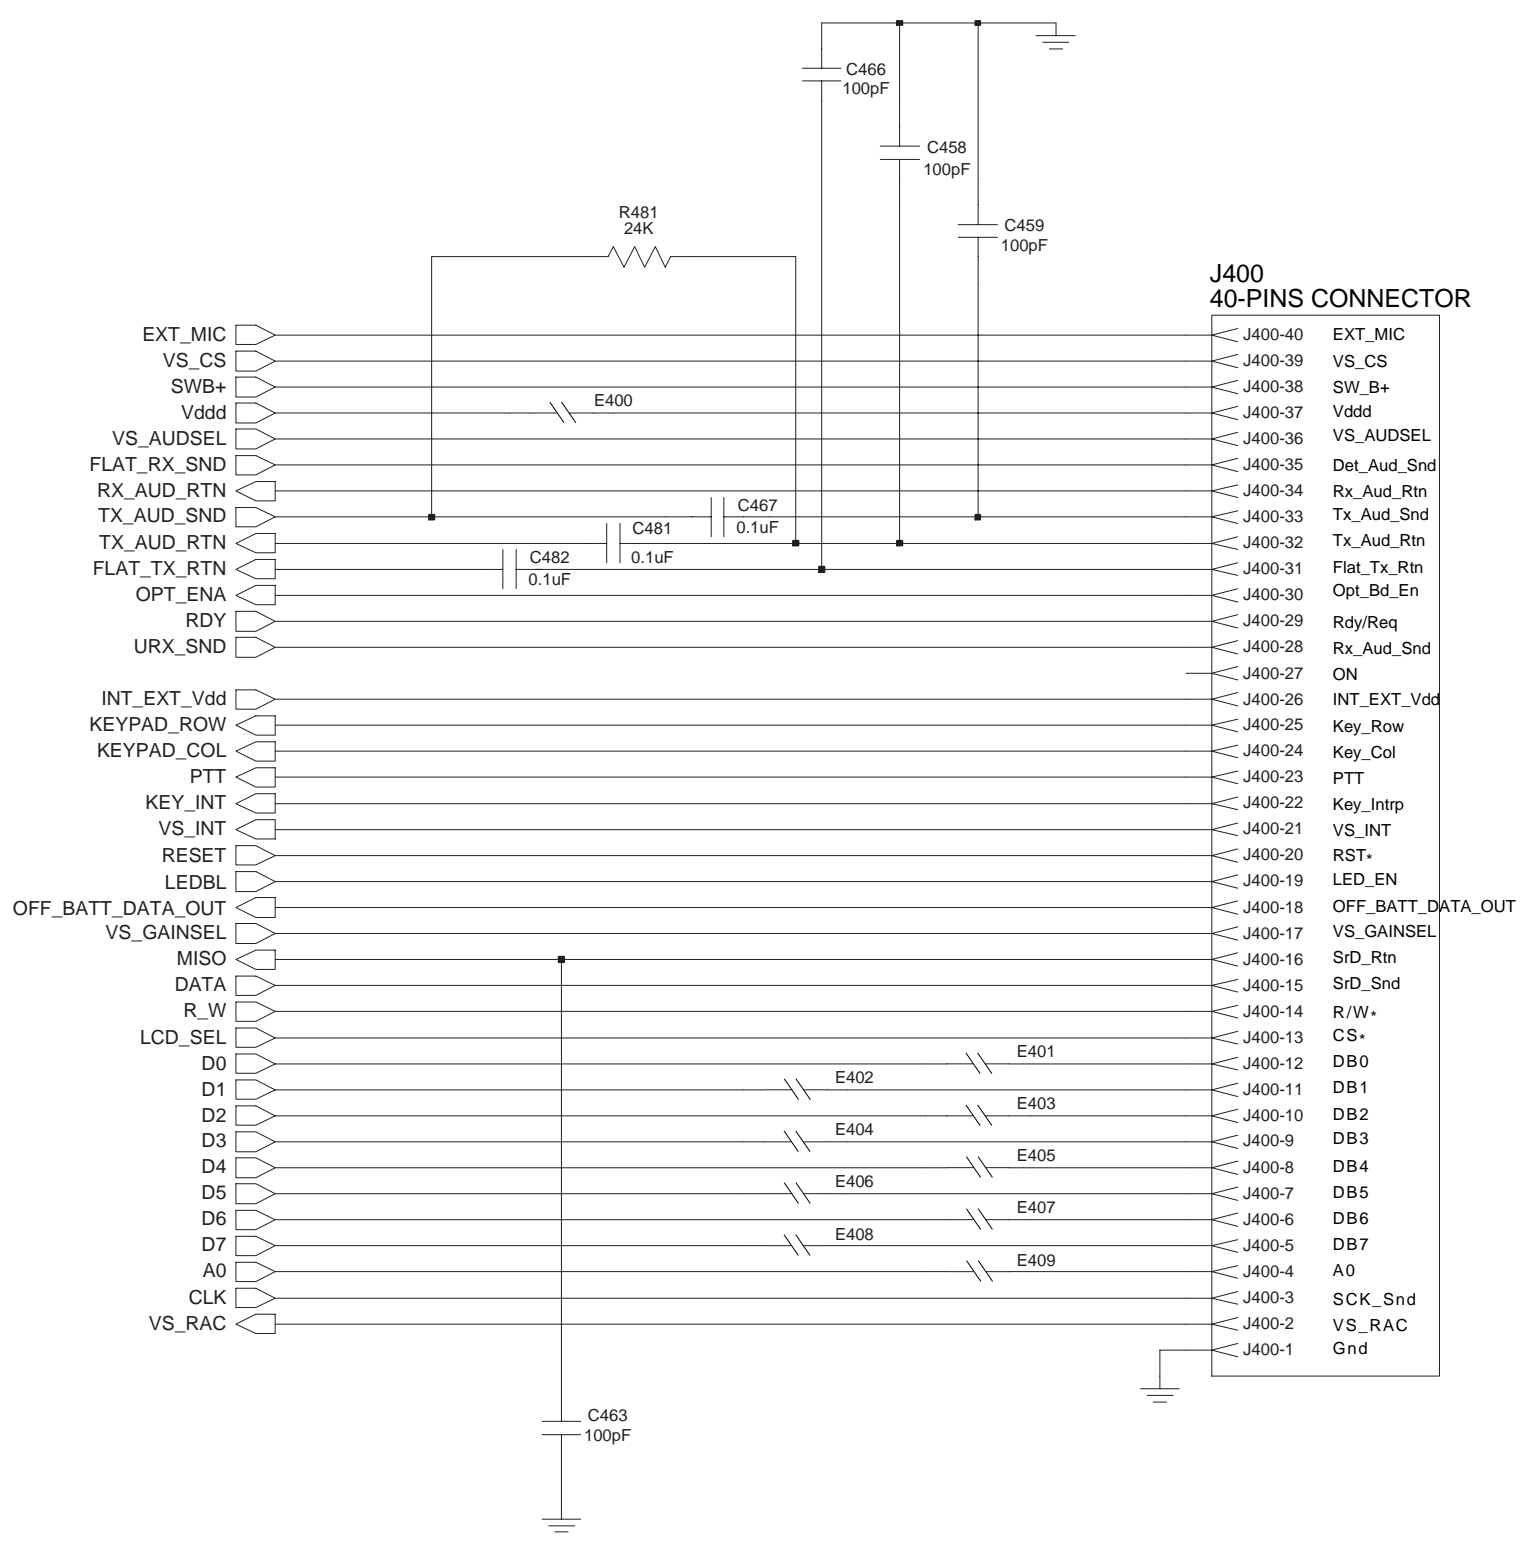 C466
100pF
C458
100pF
R481
24K
C459
100pF
J400
40-PINS CONNECTOR
EXT_MIC J400-40 EXT_MIC
VS_CS J400-39 VS_CS
SWB+ J400-38 SW_B+
Vddd E400 J400-37 Vddd
VS_AUDSEL J400-36 VS_AUDSEL
FLAT_RX_SND J400-35 Det_Aud_Snd
RX_AUD_RTN J400-34 Rx_Aud_Rtn
TX_AUD_SND C467 0.1uF J400-33 Tx_Aud_Snd
TX_AUD_RTN C481 0.1uF J400-32 Tx_Aud_Rtn
FLAT_TX_RTN C482 0.1uF J400-31 Flat_Tx_Rtn
OPT_ENA J400-30 Opt_Bd_En
RDY J400-29 Rdy/Req
URX_SND J400-28 Rx_Aud_Snd
J400-27 ON
INT_EXT_Vdd J400-26 INT_EXT_Vdd
KEYPAD_ROW J400-25 Key_Row
KEYPAD_COL J400-24 Key_Col
PTT J400-23 PTT
KEY_INT J400-22 Key_Intrp
VS_INT J400-21 VS_INT
RESET J400-20 RST*
LEDBL J400-19 LED_EN
OFF_BATT_DATA_OUT J400-18 OFF_BATT_DATA_OUT
VS_GAINSEL J400-17 VS_GAINSEL
MISO J400-16 SrD_Rtn
DATA J400-15 SrD_Snd
R_W J400-14 R/W*
LCD_SEL J400-13 CS*
D0 E401 J400-12 DB0
D1 E402 J400-11 DB1
D2 E403 J400-10 DB2
D3 E404 J400-9 DB3
D4 E405 J400-8 DB4
D5 E406 J400-7 DB5
D6 E407 J400-6 DB6
D7 E408 J400-5 DB7
A0 E409 J400-4 A0
CLK J400-3 SCK_Snd
VS_RAC J400-2 VS_RAC
J400-1 Gnd
C463
100pF